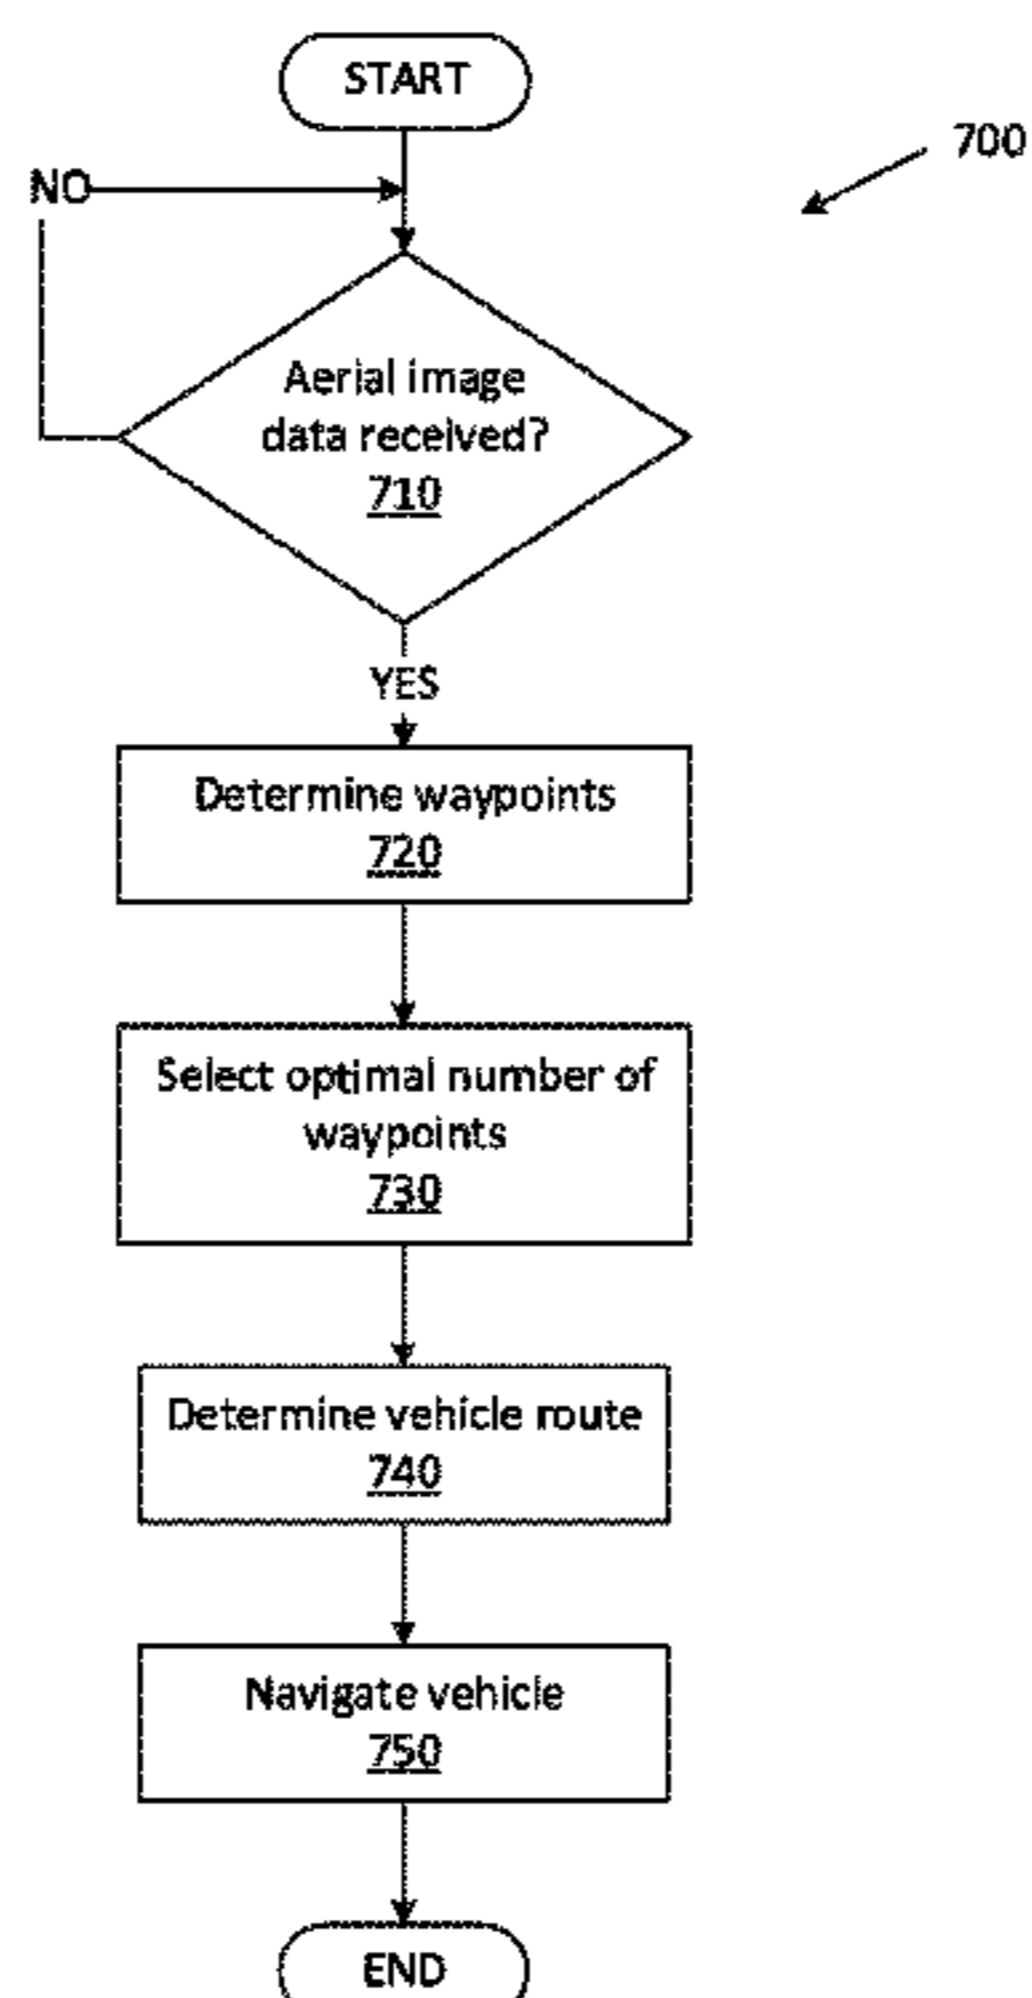 START
700
NO
Aerial image
data received?
710
YES
Determine waypoints
720
Select optimal number of
waypoints
730
Determine vehicle route
740
Navigate vehicle
750
END